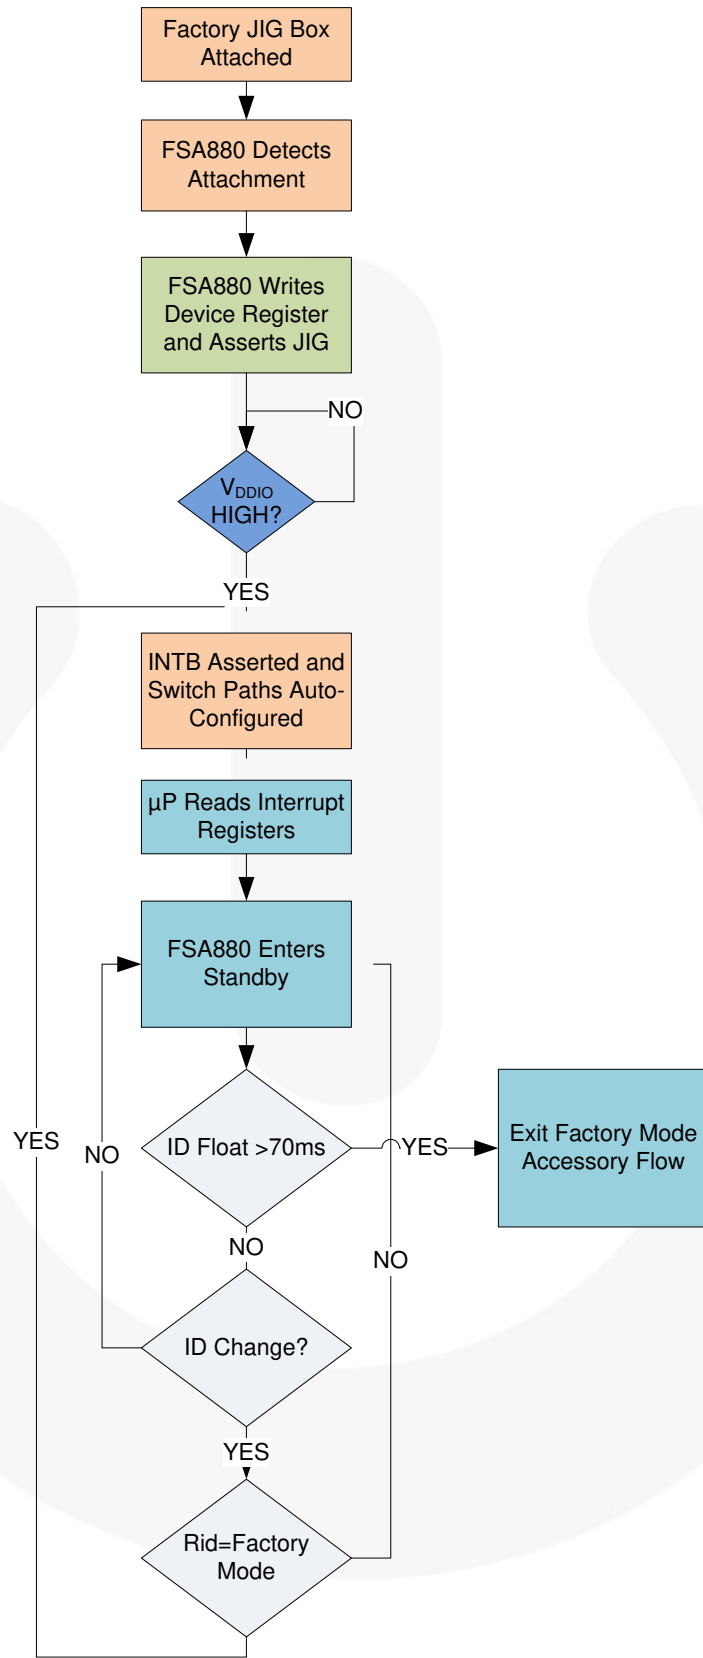 Factory JIG Box
Attached
FSA880 Detects
Attachment
FSA880 Writes
Device Register
and Asserts JIG
NO
VDDIO
HIGH?
YES
INTB Asserted and
Switch Paths Auto-
Configured
µP Reads Interrupt
Registers
FSA880 Enters
Standby
ID Float >70ms
YES
Exit Factory Mode
Accessory Flow
YES
NO
NO
NO
ID Change?
YES
Rid=Factory
Mode